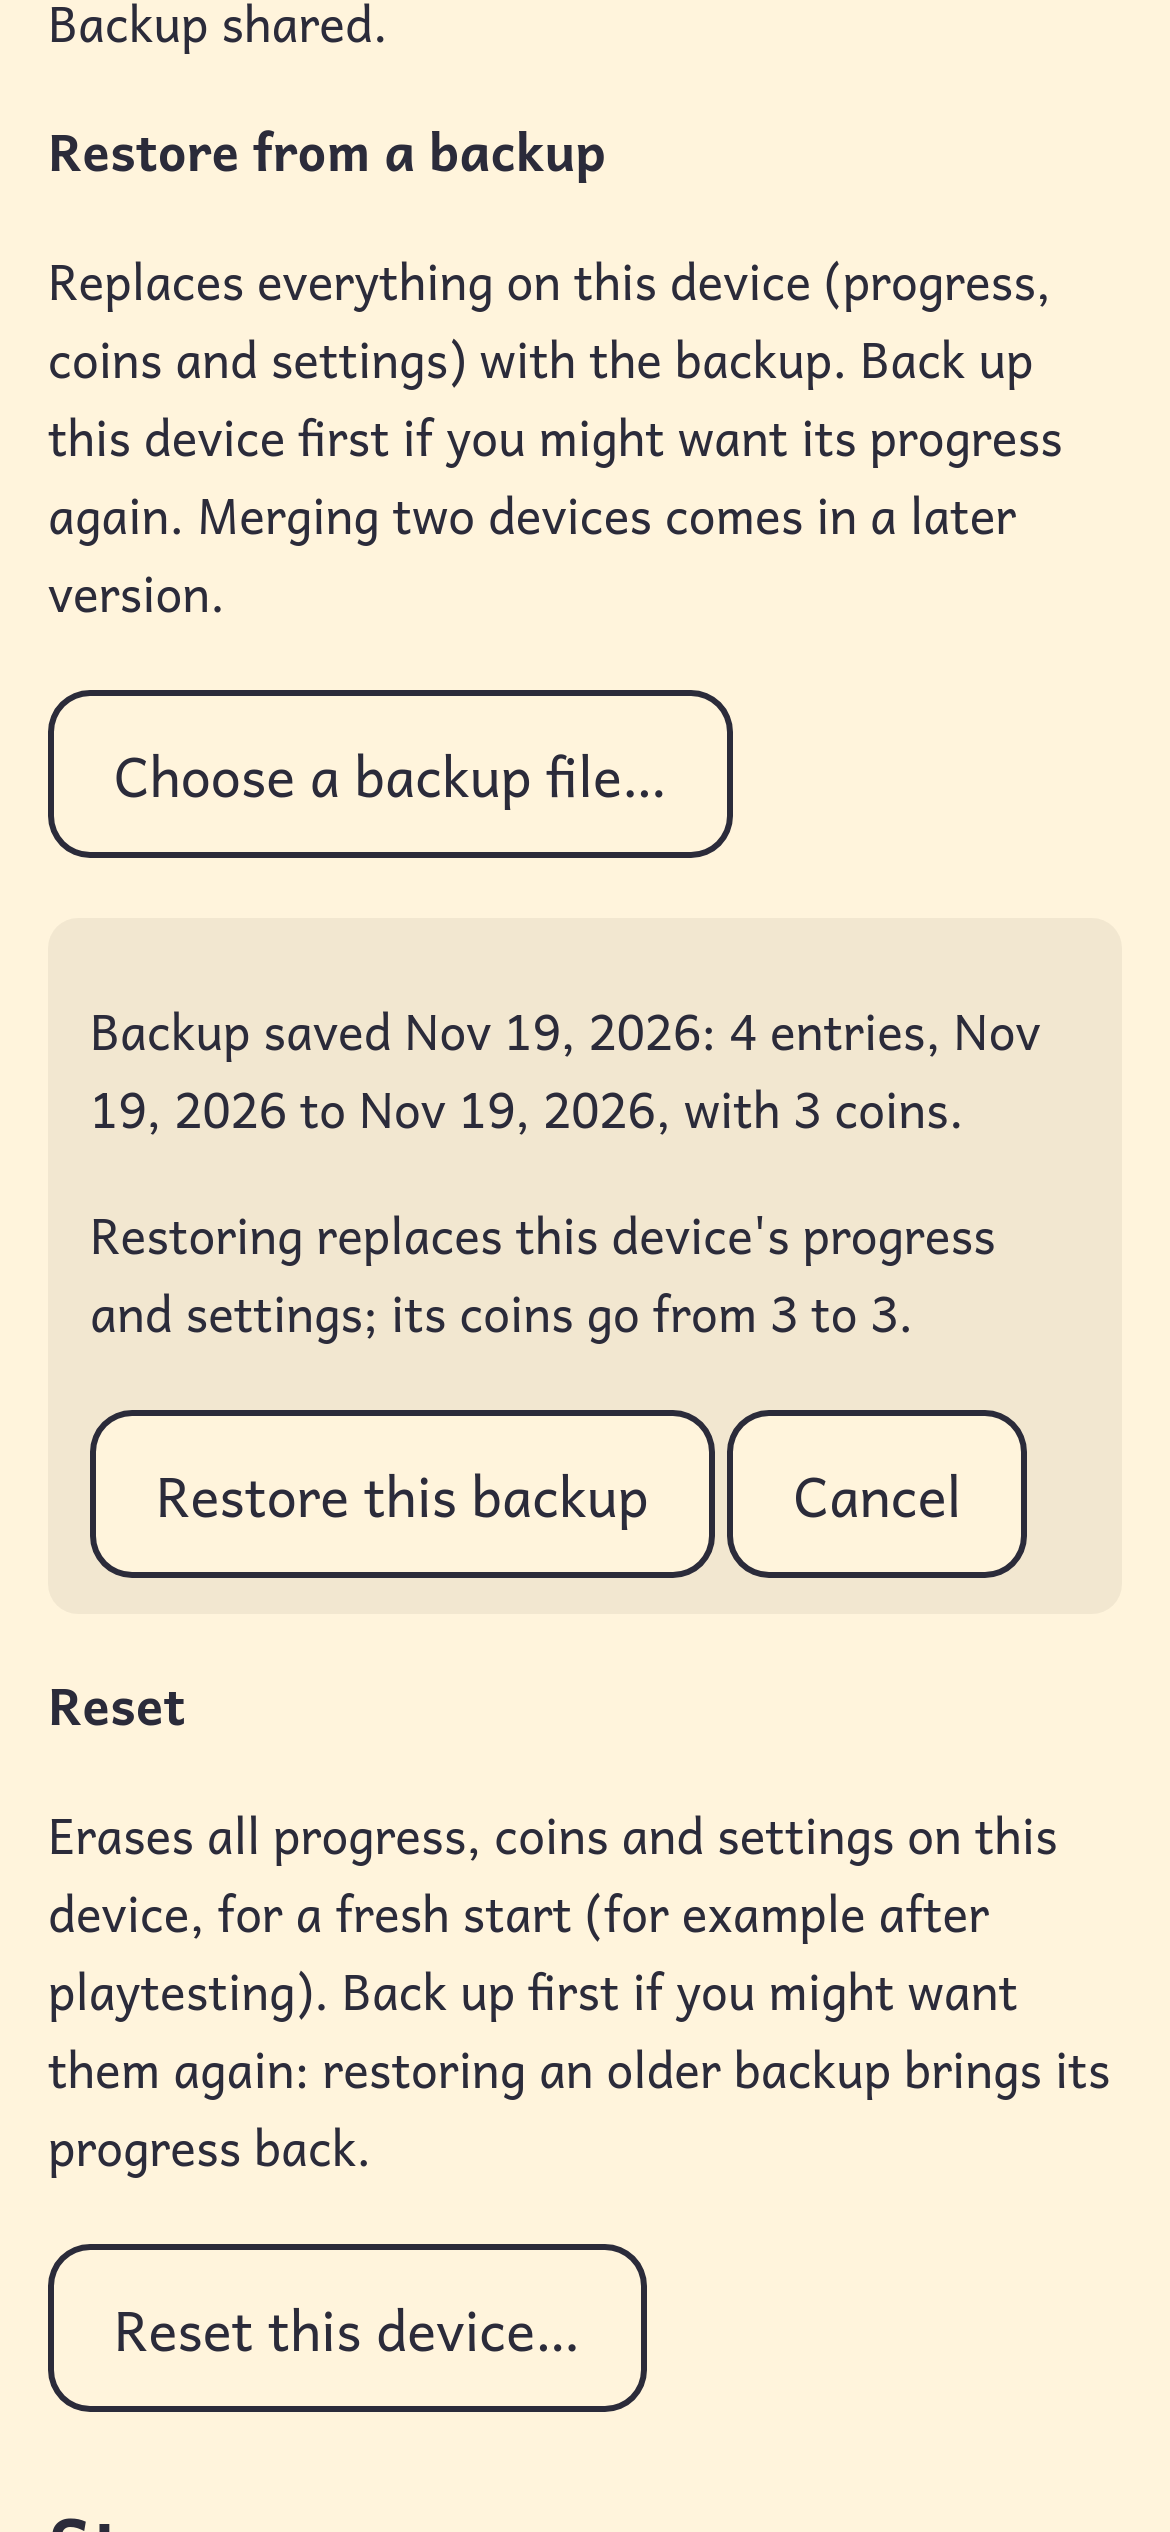 Backup shared.
Restore from a backup
Replaces everything on this device (progress,
coins and settings) with the backup. Back up
this device first if you might want its progress
again. Merging two devices comes in a later
version.
Choose a backup file...
Backup saved Nov 19, 2026: 4 entries, Nov
19, 2026 to Nov 19, 2026, with 3 coins.
Restoring replaces this device's progress
and settings; its coins go from 3 to 3.
Restore this backup Cancel
Reset
Erases all progress, coins and settings on this
device, for a fresh start (for example after
playtesting). Back up first if you might want
them again: restoring an older backup brings its
progress back.
Reset this device...